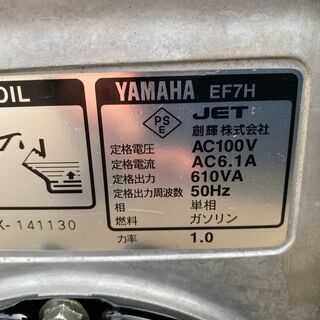 OIL
-141130
YAMAHA EF7H
PS
E
JET
創輝株式会社
定格電圧 AC100V
定格電流 AC6.1A
定格出力 610VA
定格出力周波数 50Hz
相 単相
燃料 ガソリン
力率 1.0